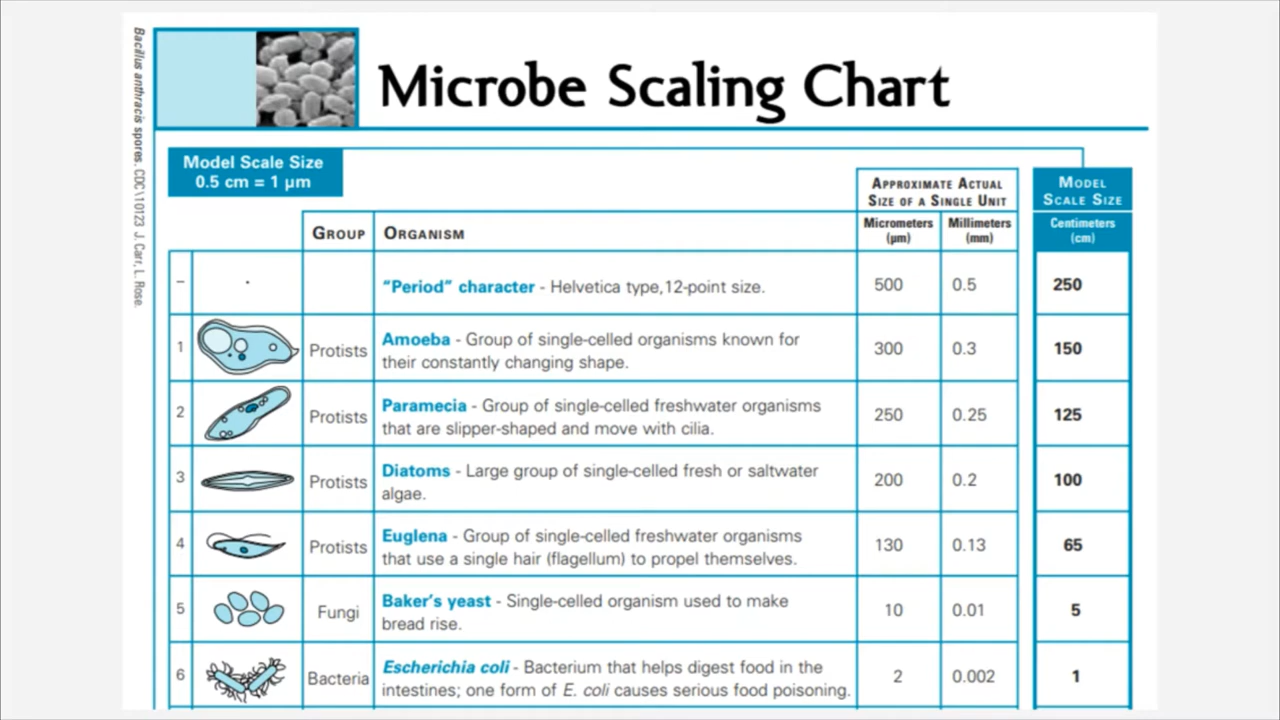 Bacillus anthracis spores. CDC\10123 J. Carr, L. Rose.
Microbe Scaling Chart
Model Scale Size
0.5 cm = 1 µm
APPROXIMATE ACTUAL
SIZE OF A SINGLE UNIT
MODEL
SCALE SIZE
GROUP
ORGANISM
Micrometers
(µm)
Millimeters
(mm)
Centimeters
(cm)
–
"Period" character - Helvetica type,12-point size.
500
0.5
250
1
Protists
Amoeba - Group of single-celled organisms known for
their constantly changing shape.
300
0.3
150
2
Protists
Paramecia - Group of single-celled freshwater organisms
that are slipper-shaped and move with cilia.
250
0.25
125
3
Protists
Diatoms - Large group of single-celled fresh or saltwater
algae.
200
0.2
100
4
Protists
Euglena - Group of single-celled freshwater organisms
that use a single hair (flagellum) to propel themselves.
130
0.13
65
5
Fungi
Baker's yeast - Single-celled organism used to make
bread rise.
10
0.01
5
6
Bacteria
Escherichia coli - Bacterium that helps digest food in the
intestines; one form of E. coli causes serious food poisoning.
2
0.002
1